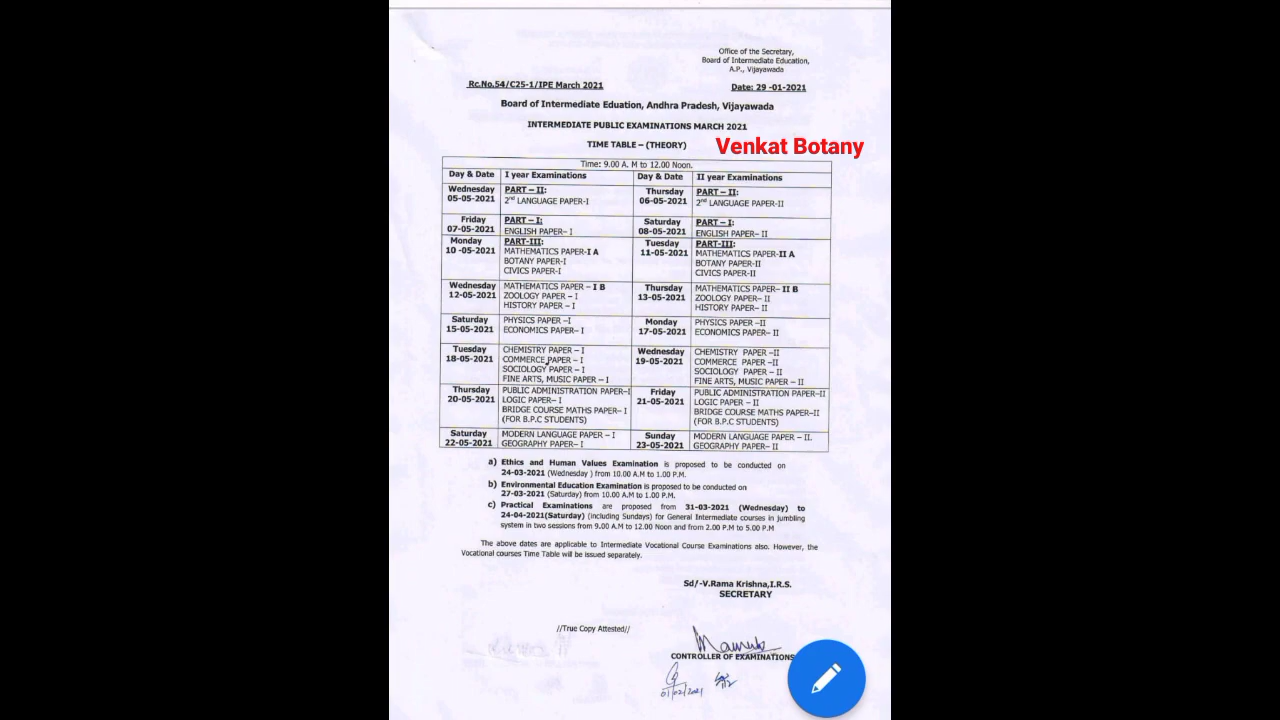 Office of the Secretary,
Board of Intermediate Education,
A.P., Vijayawada
Rc.No.54/C25-1/IPE March 2021
Date: 29 -01-2021
Board of Intermediate Eduation, Andhra Pradesh, Vijayawada
INTERMEDIATE PUBLIC EXAMINATIONS MARCH 2021
TIME TABLE – (THEORY)
Venkat Botany
Time: 9.00 A. M to 12.00 Noon.
Day & Date I year Examinations Day & Date II year Examinations
Wednesday PART – II: Thursday PART – II:
05-05-2021 2nd LANGUAGE PAPER-I 06-05-2021 2nd LANGUAGE PAPER-II
Friday PART – I: Saturday PART – I:
07-05-2021 ENGLISH PAPER– I 08-05-2021 ENGLISH PAPER– II
Monday PART-III: Tuesday PART-III:
10 -05-2021 MATHEMATICS PAPER-I A 11-05-2021 MATHEMATICS PAPER-II A
BOTANY PAPER-I BOTANY PAPER-II
CIVICS PAPER-I CIVICS PAPER-II
Wednesday MATHEMATICS PAPER – I B Thursday MATHEMATICS PAPER– II B
12-05-2021 ZOOLOGY PAPER – I 13-05-2021 ZOOLOGY PAPER– II
HISTORY PAPER – I HISTORY PAPER– II
Saturday PHYSICS PAPER –I Monday PHYSICS PAPER –II
15-05-2021 ECONOMICS PAPER– I 17-05-2021 ECONOMICS PAPER– II
Tuesday CHEMISTRY PAPER – I Wednesday CHEMISTRY PAPER –II
18-05-2021 COMMERCE PAPER – I 19-05-2021 COMMERCE PAPER –II
SOCIOLOGY PAPER – I SOCIOLOGY PAPER – II
FINE ARTS, MUSIC PAPER – I FINE ARTS, MUSIC PAPER – II
Thursday PUBLIC ADMINISTRATION PAPER-I Friday PUBLIC ADMINISTRATION PAPER-II
20-05-2021 LOGIC PAPER– I 21-05-2021 LOGIC PAPER – II
BRIDGE COURSE MATHS PAPER– I BRIDGE COURSE MATHS PAPER–II
(FOR B.P.C STUDENTS) (FOR B.P.C STUDENTS)
Saturday MODERN LANGUAGE PAPER – I Sunday MODERN LANGUAGE PAPER – II.
22-05-2021 GEOGRAPHY PAPER– I 23-05-2021 GEOGRAPHY PAPER– II
a) Ethics and Human Values Examination is proposed to be conducted on
24-03-2021 (Wednesday ) from 10.00 A.M to 1.00 P.M.
b) Environmental Education Examination is proposed to be conducted on
27-03-2021 (Saturday) from 10.00 A.M to 1.00 P.M.
c) Practical Examinations are proposed from 31-03-2021 (Wednesday) to
24-04-2021(Saturday) (including Sundays) for General Intermediate courses in jumbling
system in two sessions from 9.00 A.M to 12.00 Noon and from 2.00 P.M to 5.00 P.M
The above dates are applicable to Intermediate Vocational Course Examinations also. However, the
Vocational courses Time Table will be issued separately.
Sd/-V.Rama Krishna,I.R.S.
SECRETARY
//True Copy Attested//
CONTROLLER OF EXAMINATIONS
01/02/2021